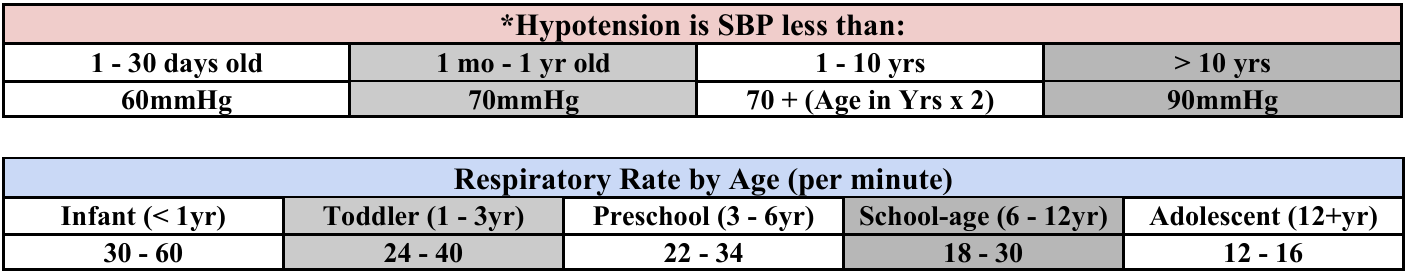 *Hypotension is SBP less than:
1 - 30 days old 1 mo - 1 yr old 1 - 10 yrs > 10 yrs
60mmHg 70mmHg 70 + (Age in Yrs x 2) 90mmHg
Respiratory Rate by Age (per minute)
Infant (< 1yr) Toddler (1 - 3yr) Preschool (3 - 6yr) School-age (6 - 12yr) Adolescent (12+yr)
30 - 60 24 - 40 22 - 34 18 - 30 12 - 16